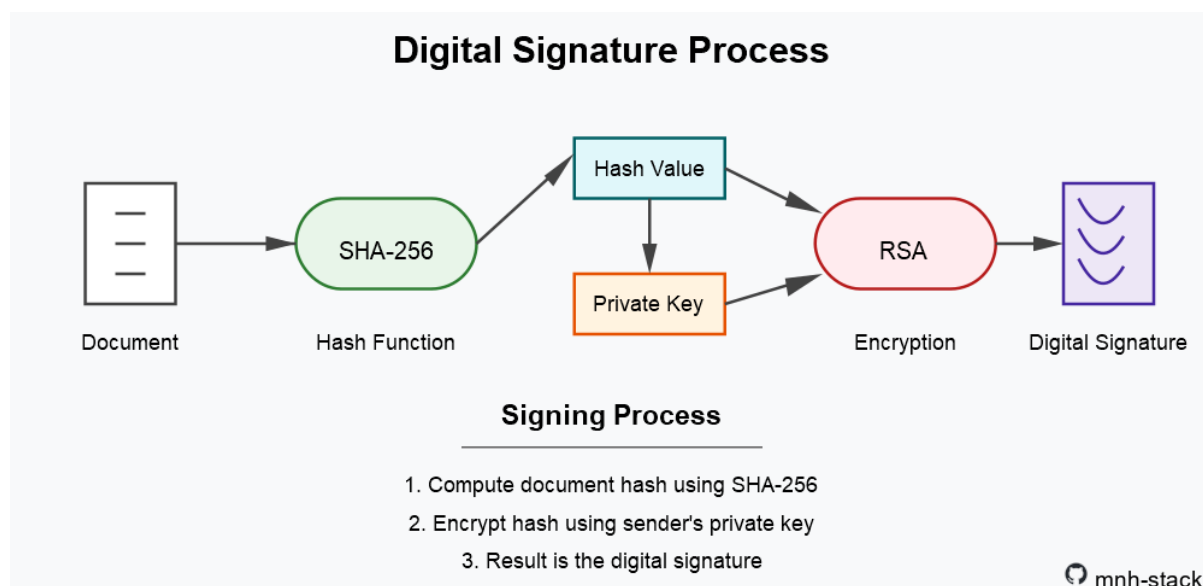 Digital Signature Process
Hash Value
SHA-256
RSA
Private Key
Document
Hash Function
Encryption
Digital Signature
Signing Process
1. Compute document hash using SHA-256
2. Encrypt hash using sender's private key
3. Result is the digital signature
mnh-stack